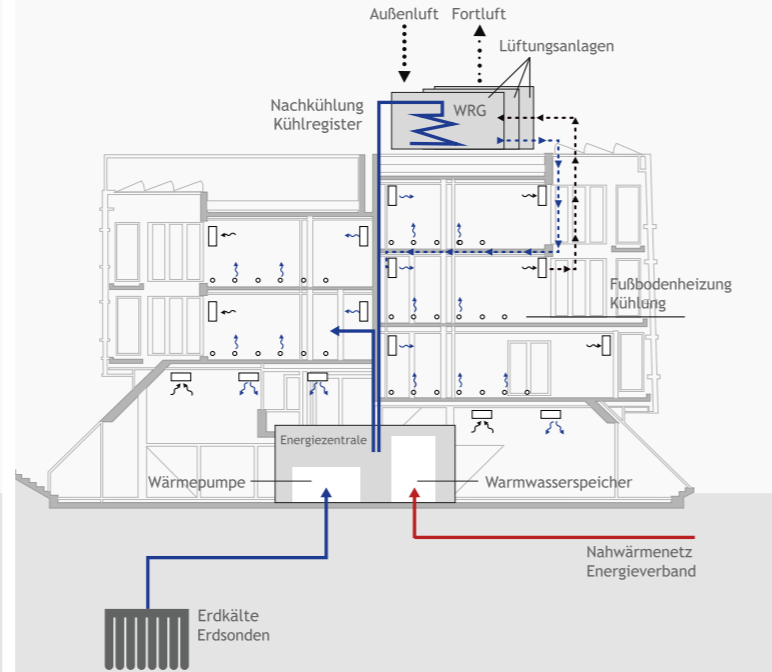 Außenluft Fortluft
Lüftungsanlagen
Nachkühlung
Kühlregister
WRG
Fußbodenheizung
Kühlung
Energiezentrale
Wärmepumpe
Warmwasserspeicher
Nahwärmenetz
Energieverband
Erdkälte
Erdsonden